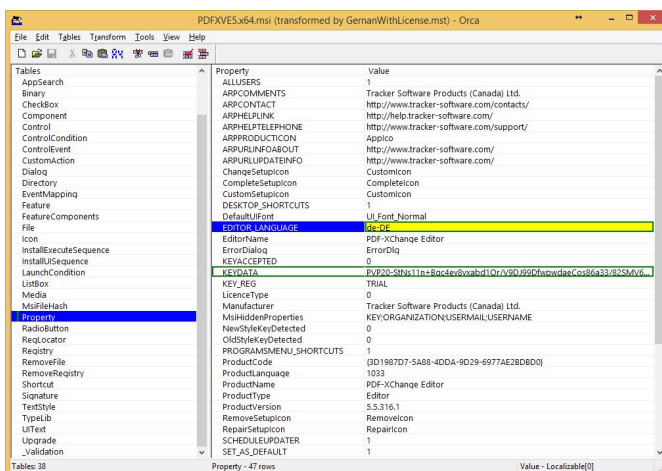 PDFXVE5.x64.msi (transformed by GernanWithLicense.mst) - Orca
File Edit Tables Transform Tools View Help
Tables
AppSearch
Binary
CheckBox
Component
Control
ControlCondition
ControlEvent
CustomAction
Dialog
Directory
EventMapping
Feature
FeatureComponents
File
Icon
InstallExecuteSequence
InstallUISequence
LaunchCondition
ListBox
Media
MsiFileHash
Property
RadioButton
RegLocator
Registry
RemoveFile
RemoveRegistry
Shortcut
Signature
TextStyle
TypeLib
UIText
Upgrade
_Validation
Property Value
ALLUSERS 1
ARPCOMMENTS Tracker Software Products (Canada) Ltd.
ARPCONTACT http://www.tracker-software.com/contacts/
ARPHELPLINK http://help.tracker-software.com/
ARPHELPTELEPHONE http://www.tracker-software.com/support/
ARPPRODUCTICON AppIco
ARPURLINFOABOUT http://www.tracker-software.com/
ARPURLUPDATEINFO http://www.tracker-software.com/
ChangeSetupIcon CustomIcon
CompleteSetupIcon CompleteIcon
CustomSetupIcon CustomIcon
DESKTOP_SHORTCUTS 1
DefaultUIFont UI_Font_Normal
EDITOR_LANGUAGE de-DE
EditorName PDF-XChange Editor
ErrorDialog ErrorDlg
KEYACCEPTED 0
KEYDATA
KEY_REG TRIAL
LicenceType 0
Manufacturer Tracker Software Products (Canada) Ltd.
MsiHiddenProperties KEY;ORGANIZATION;USERMAIL;USERNAME
NewStyleKeyDetected 0
OldStyleKeyDetected 0
PROGRAMSMENU_SHORTCUTS 1
ProductCode {3D1987D7-5A88-4DDA-9D29-6977AE2BDBD0}
ProductLanguage 1033
ProductName PDF-XChange Editor
ProductType Editor
ProductVersion 5.5.316.1
RemoveSetupIcon RemoveIcon
RepairSetupIcon RepairIcon
SCHEDULEUPDATER 1
SET_AS_DEFAULT 1
Tables: 38 Property - 47 rows Value - Localizable[0]